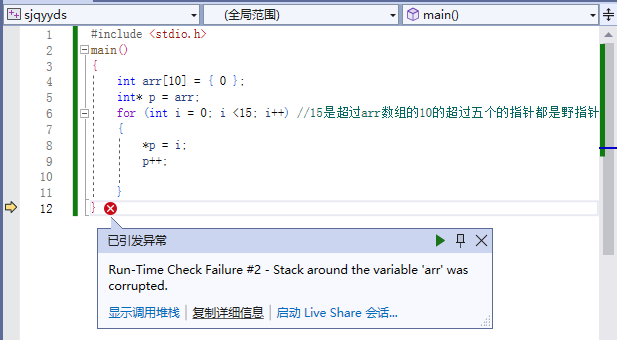 sjqyyds (全局范围) main()
1 #include <stdio.h>
2 main()
3 {
4 int arr[10] = { 0 };
5 int* p = arr;
6 for (int i = 0; i <15; i++) //15是超过arr数组的10的超过五个的指针都是野指针
7 {
8 *p = i;
9 p++;
10
11 }
12 }
已引发异常
Run-Time Check Failure #2 - Stack around the variable 'arr' was
corrupted.
显示调用堆栈 | 复制详细信息 | 启动 Live Share 会话...